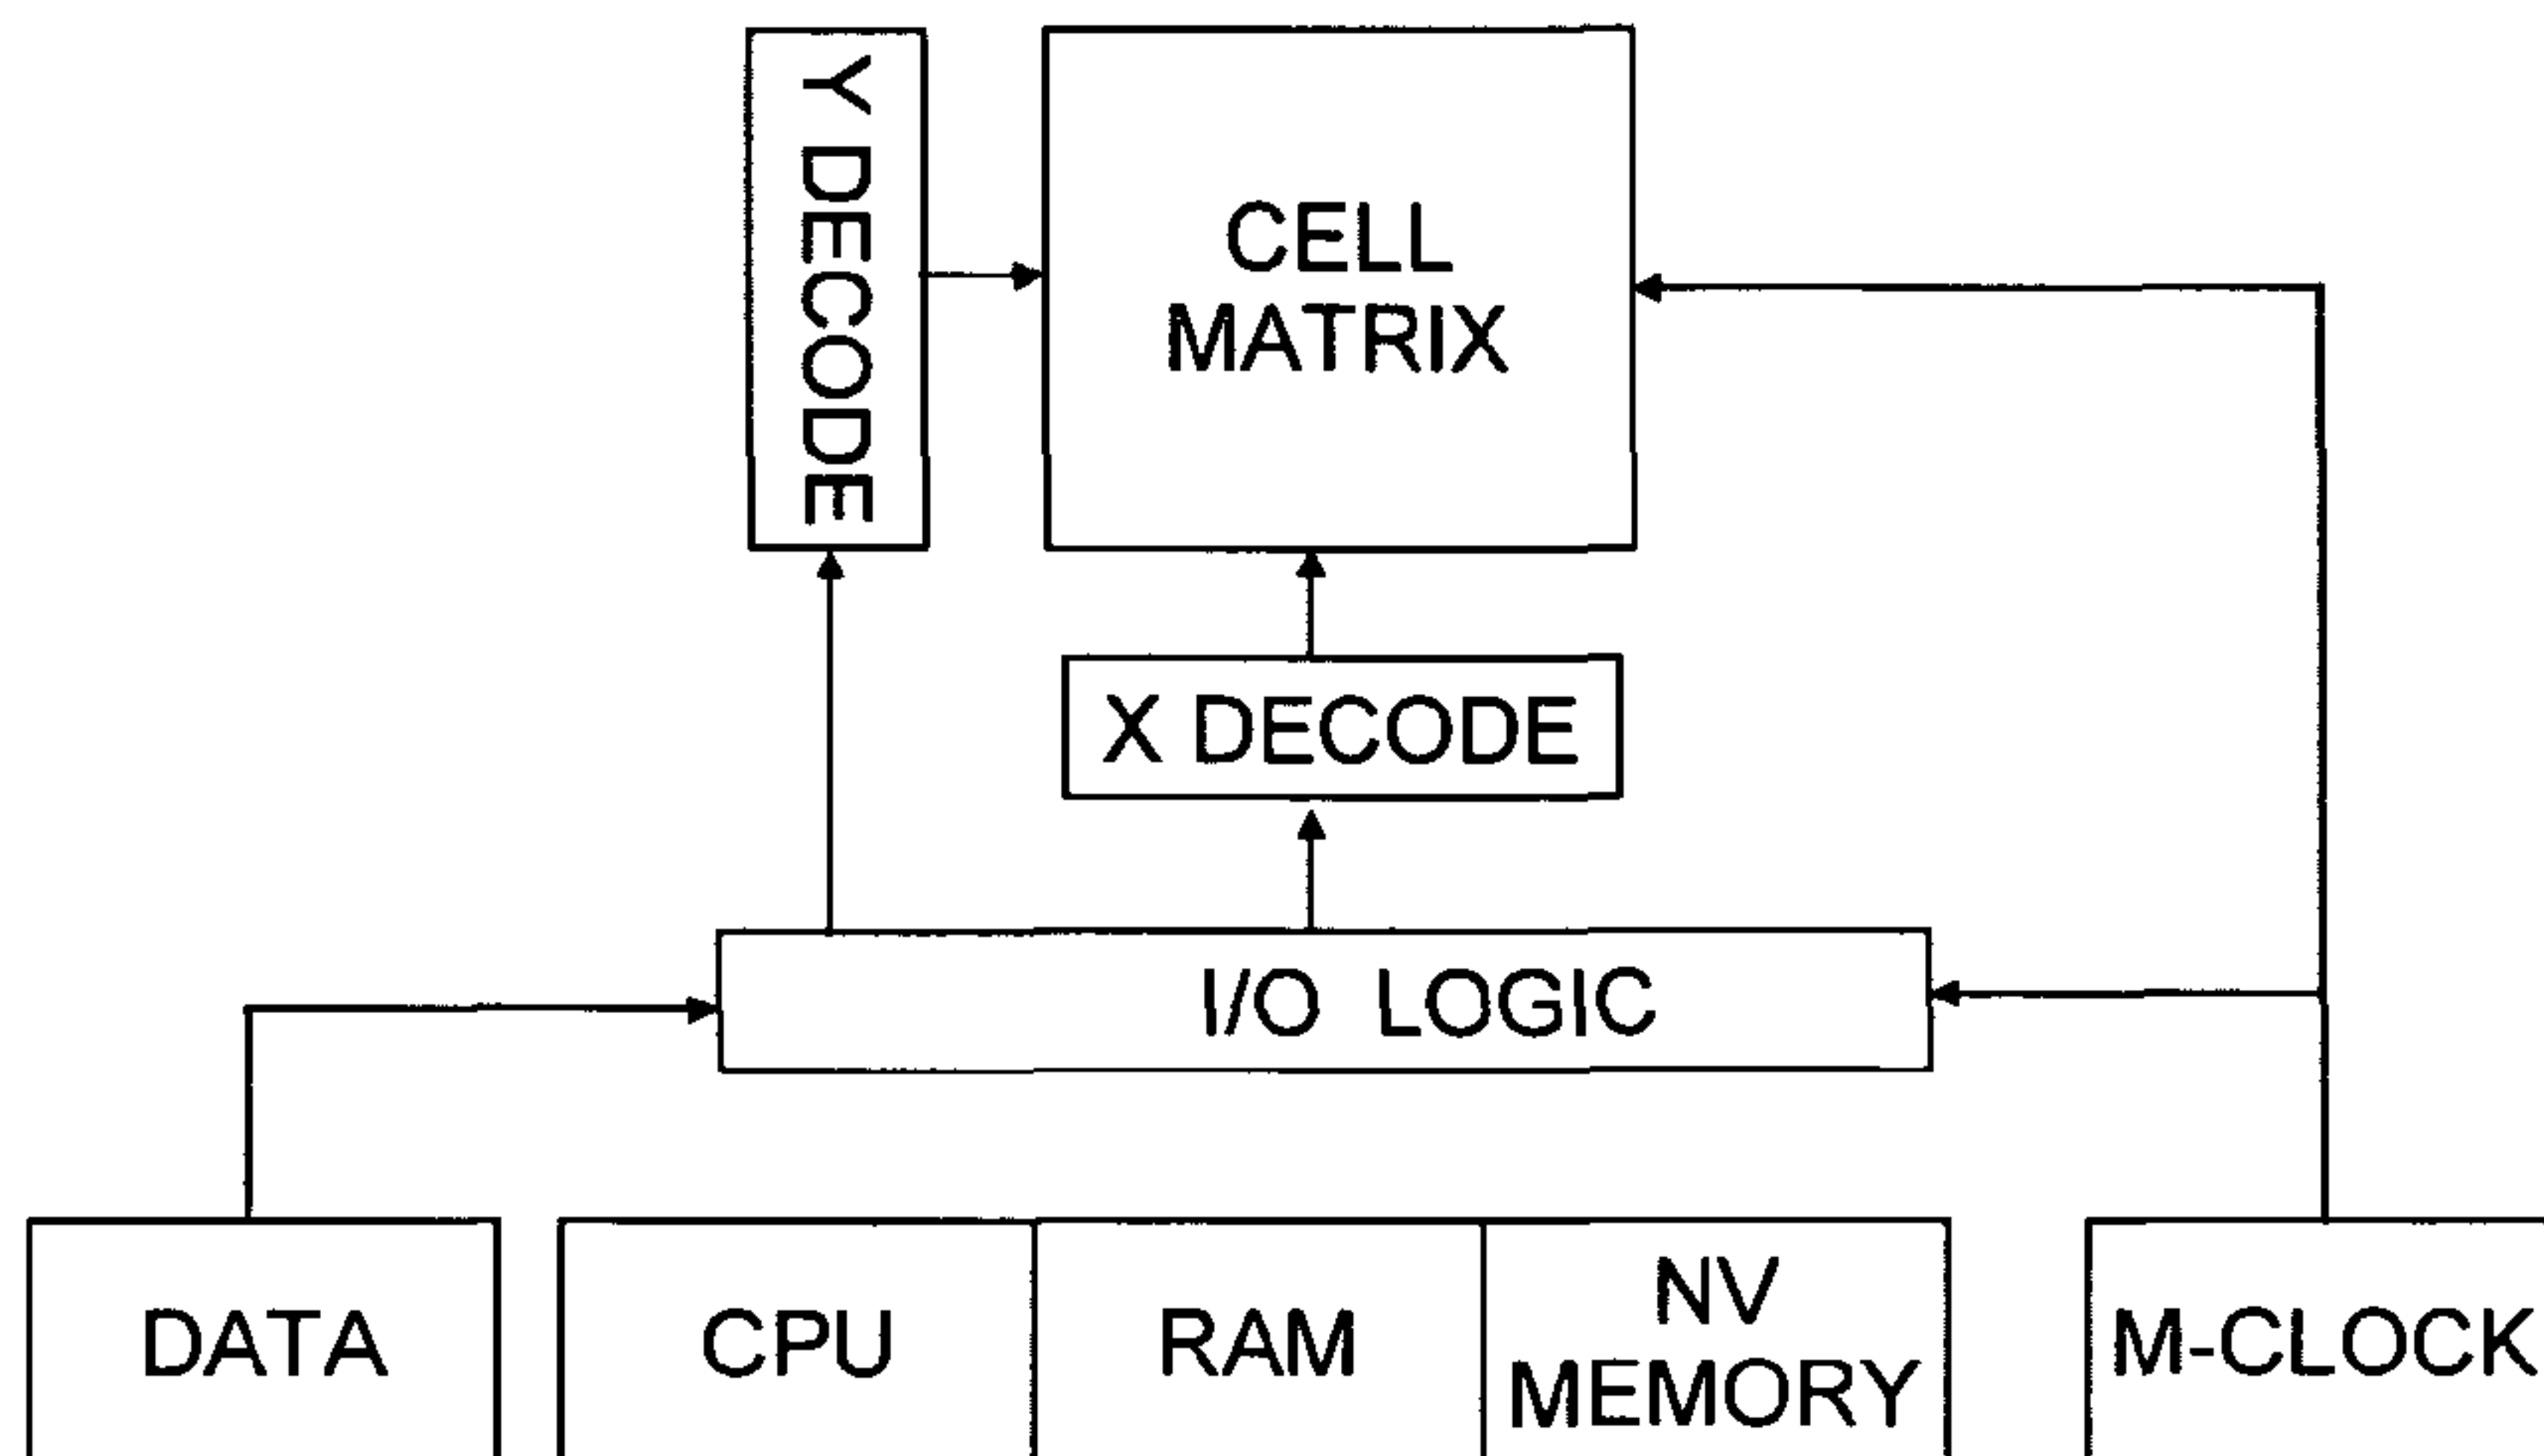 Y DECODE
CELL
MATRIX
X DECODE
I/O LOGIC
DATA
CPU
RAM
NV
MEMORY
M-CLOCK